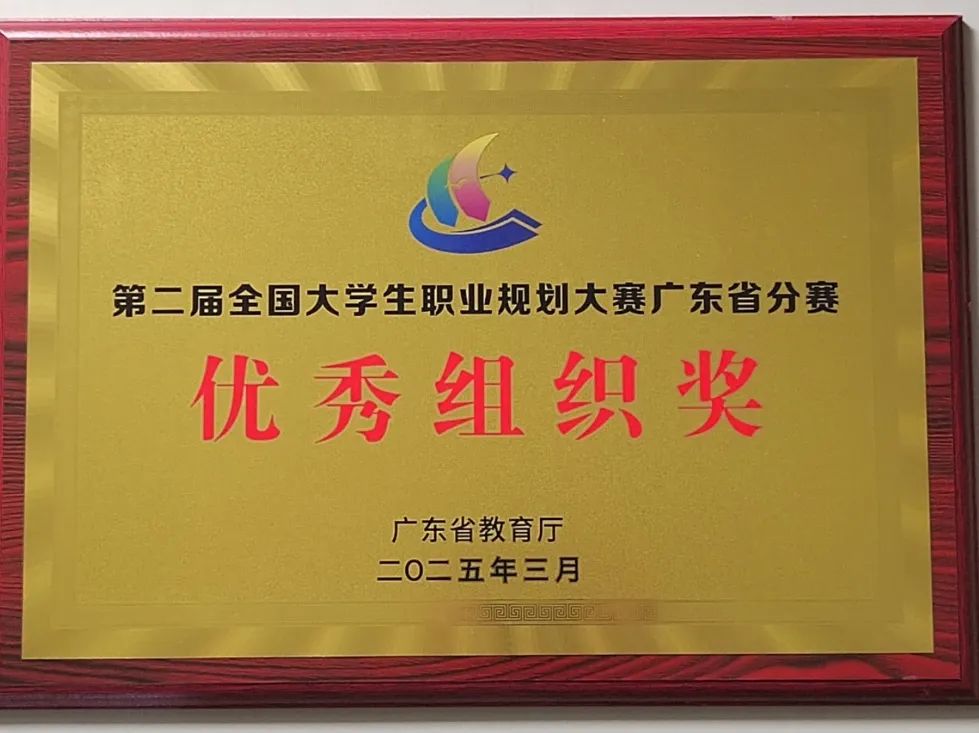 第二届全国大学生职业规划大赛广东省分赛
优秀组织奖
广东省教育厅
二〇二五年三月